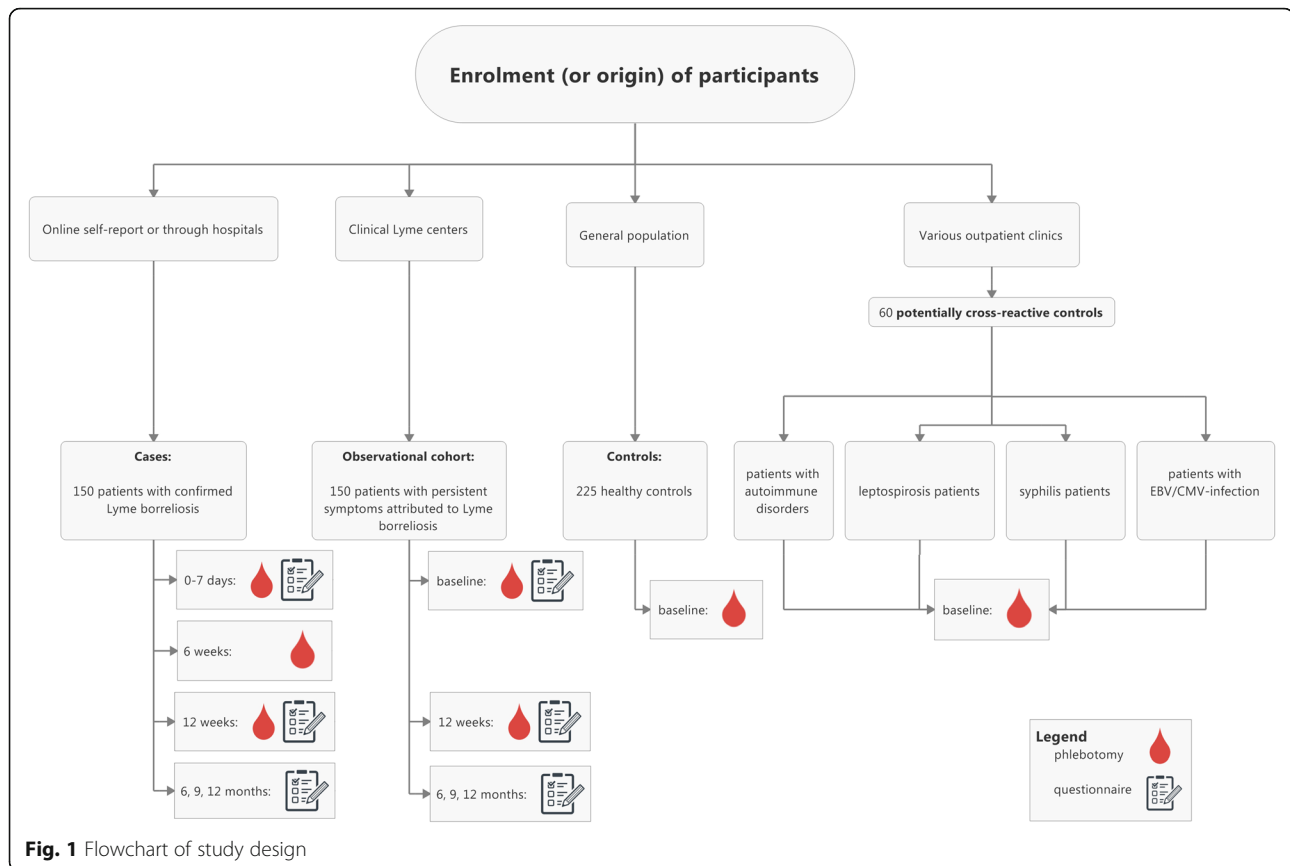 Enrolment (or origin) of participants
Online self-report or through hospitals
Clinical Lyme centers
General population
Various outpatient clinics
60 potentially cross-reactive controls
Cases:
150 patients with confirmed
Lyme borreliosis
Observational cohort:
150 patients with persistent
symptoms attributed to Lyme
borreliosis
Controls:
225 healthy controls
patients with
autoimmune
disorders
leptospirosis patients
syphilis patients
patients with
EBV/CMV-infection
0-7 days:
6 weeks:
12 weeks:
6, 9, 12 months:
baseline:
12 weeks:
6, 9, 12 months:
baseline:
baseline:
Legend
phlebotomy
questionnaire
Fig. 1 Flowchart of study design